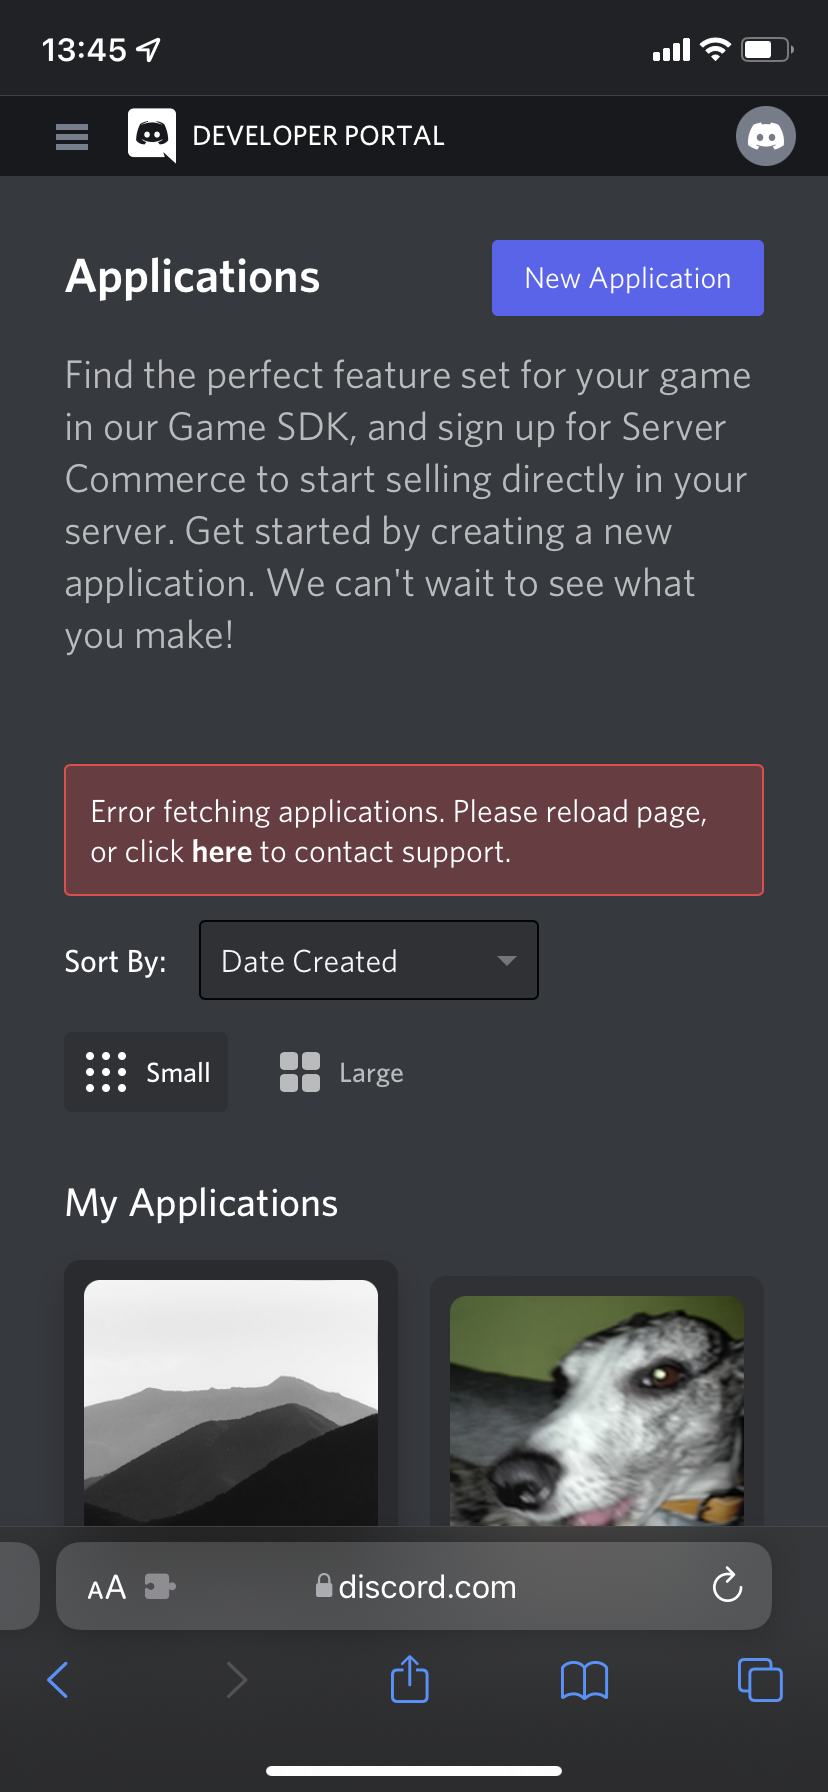 13:45
DEVELOPER PORTAL
Applications
New Application
Find the perfect feature set for your game
in our Game SDK, and sign up for Server
Commerce to start selling directly in your
server. Get started by creating a new
application. We can't wait to see what
you make!
Error fetching applications. Please reload page,
or click here to contact support.
Sort By:
Date Created
Small
Large
My Applications
AA
discord.com